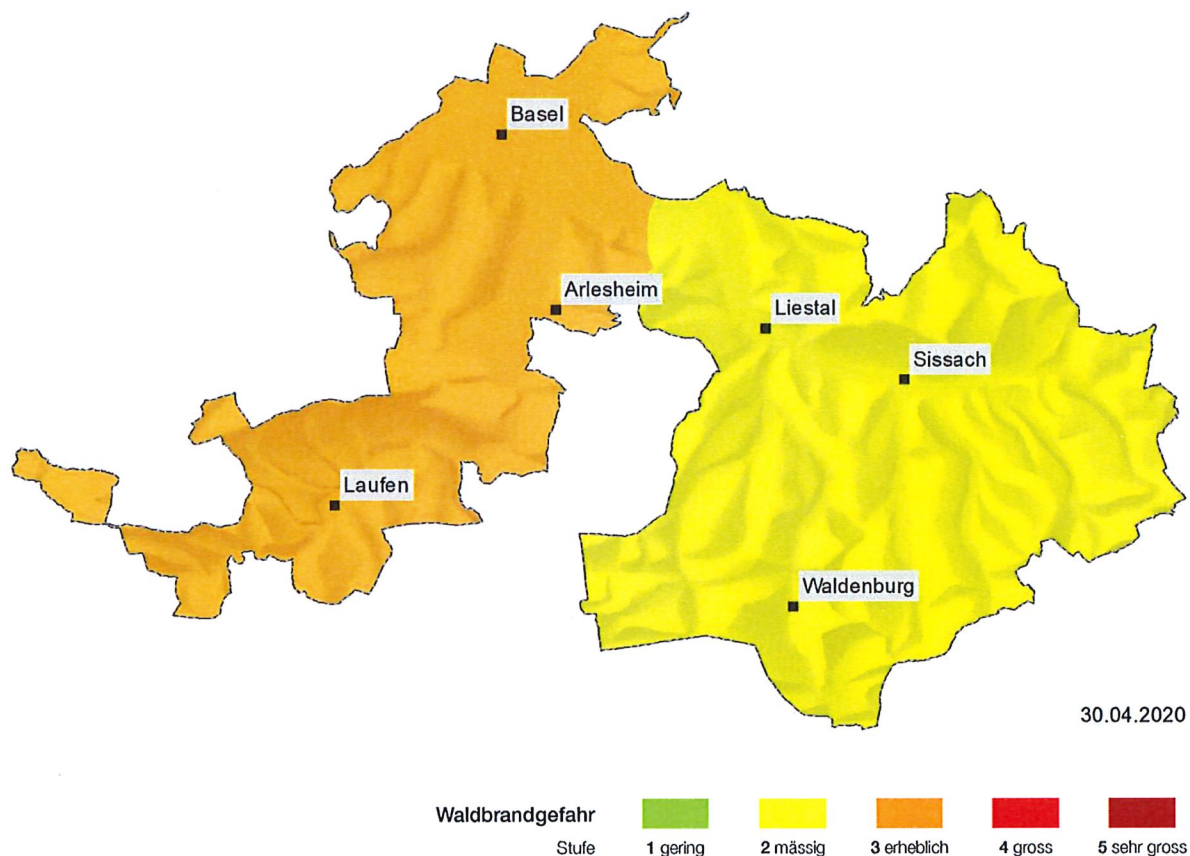 Basel
Arlesheim
Liestal
Sissach
Laufen
Waldenburg
30.04.2020
Waldbrandgefahr
Stufe 1 gering 2 mässig 3 erheblich 4 gross 5 sehr gross